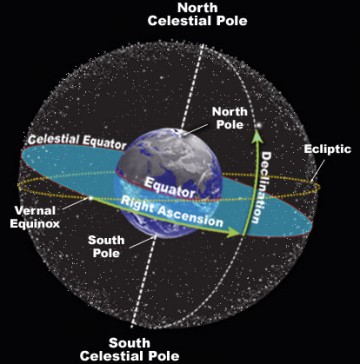 North
Celestial Pole
North
Pole
Celestial Equator
Ecliptic
Declination
Equator
Right Ascension
Vernal
Equinox
South
Pole
South
Celestial Pole